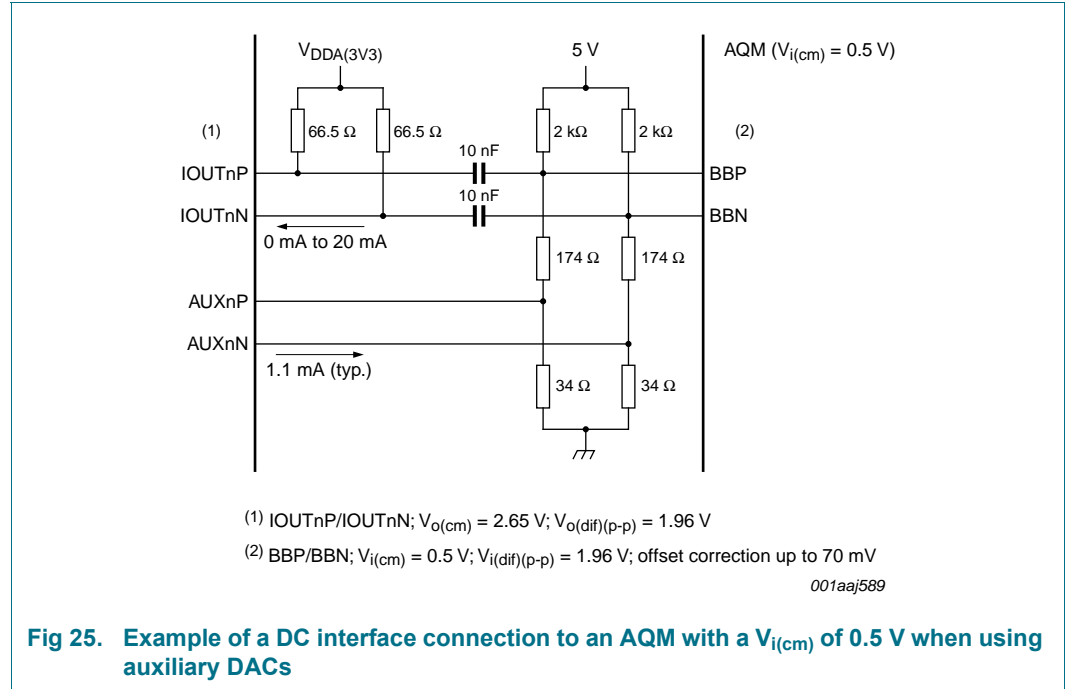 VDDA(3V3) 5 V AQM (Vi(cm) = 0.5 V)
(1) 66.5 Ω 66.5 Ω 2 kΩ 2 kΩ (2)
10 nF
IOUTnP BBP
10 nF
IOUTnN BBN
0 mA to 20 mA
174 Ω 174 Ω
AUXnP
AUXnN
1.1 mA (typ.)
34 Ω 34 Ω
(1) IOUTnP/IOUTnN; Vo(cm) = 2.65 V; Vo(dif)(p-p) = 1.96 V
(2) BBP/BBN; Vi(cm) = 0.5 V; Vi(dif)(p-p) = 1.96 V; offset correction up to 70 mV
001aaj589
Fig 25. Example of a DC interface connection to an AQM with a Vi(cm) of 0.5 V when using
auxiliary DACs